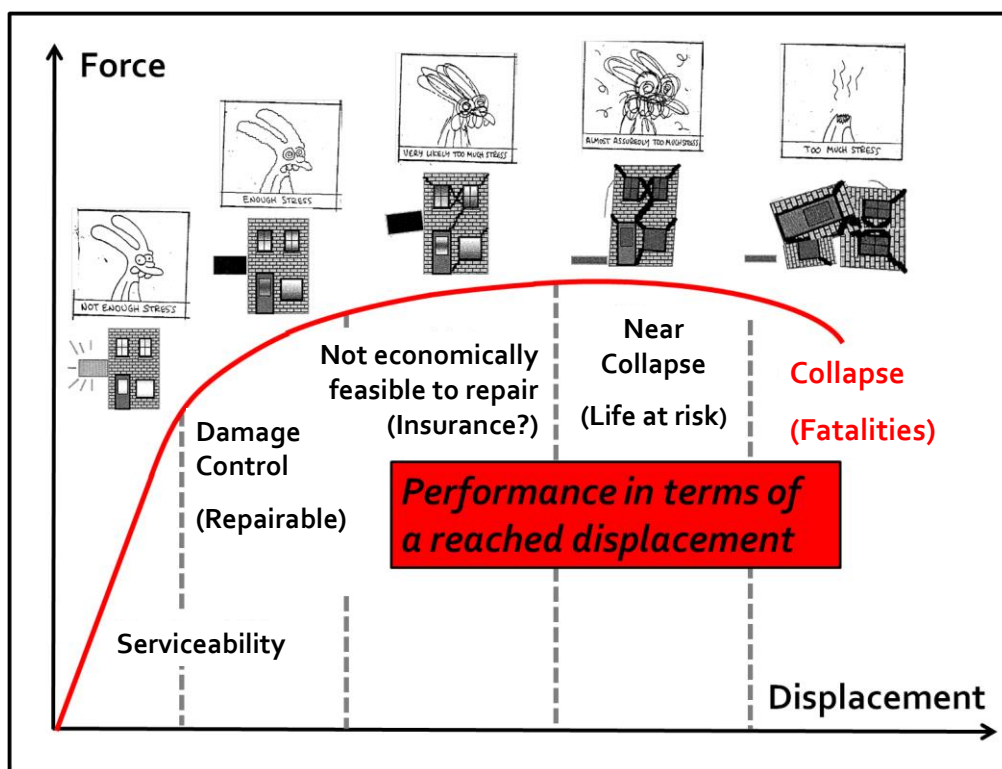 Force
NOT ENOUGH STRESS
ENOUGH STRESS
VERY LIKELY TOO MUCH STRESS
ALMOST ASSUREDLY TOO MUCH STRESS
TOO MUCH STRESS
Serviceability
Damage
Control
(Repairable)
Not economically
feasible to repair
(Insurance?)
Near
Collapse
(Life at risk)
Collapse
(Fatalities)
Performance in terms of
a reached displacement
Displacement